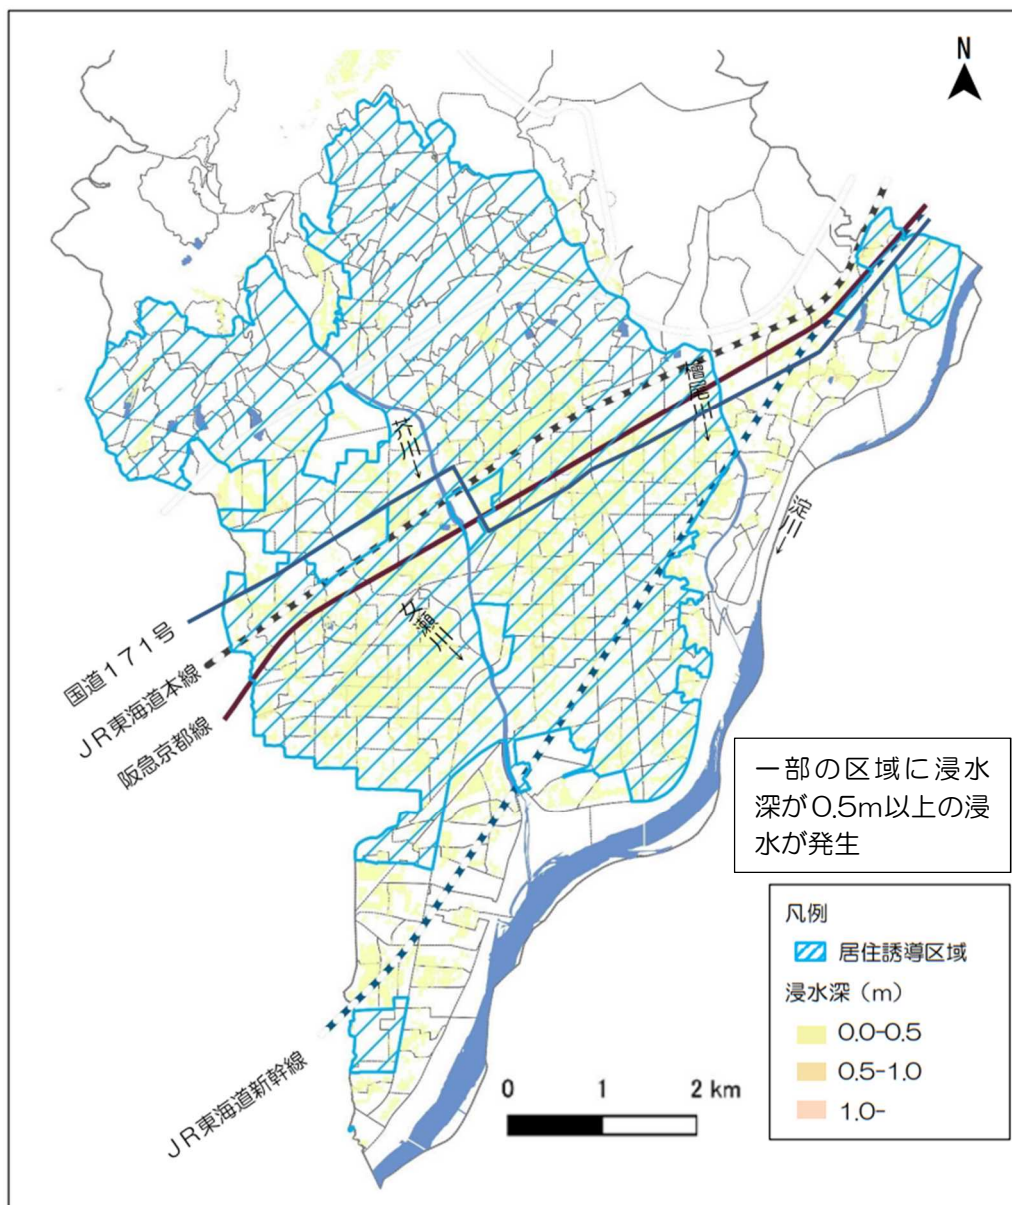 N
芥川→
檜尾川→
淀川→
女瀬川→
国道171号
JR東海道本線
阪急京都線
一部の区域に浸水
深が0.5m以上の浸
水が発生
凡例
居住誘導区域
浸水深（m）
0.0-0.5
0.5-1.0
1.0-
0 1 2 km
JR東海道新幹線